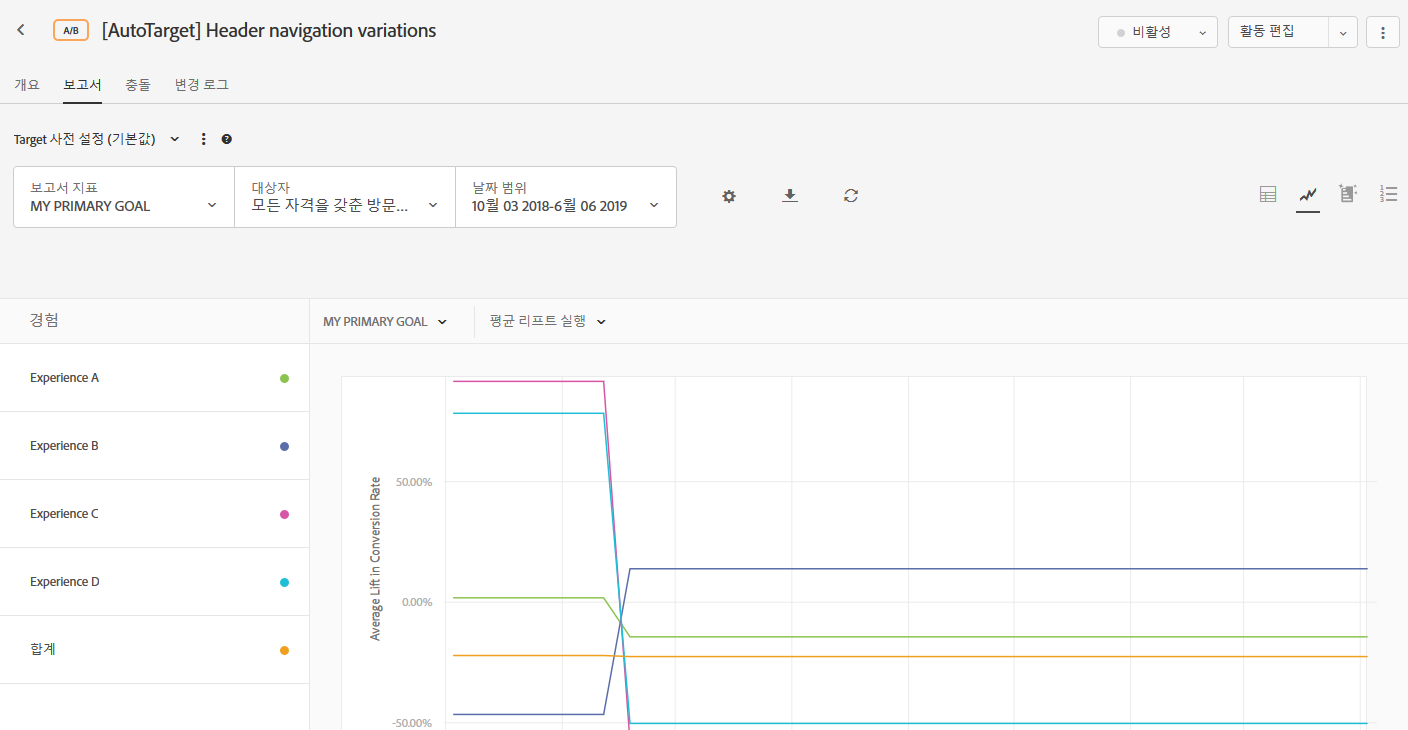 A/B [AutoTarget] Header navigation variations
비활성
활동 편집
개요 보고서 충돌 변경 로그
Target 사전 설정 (기본값)
보고서 지표
MY PRIMARY GOAL
대상자
모든 자격을 갖춘 방문...
날짜 범위
10월 03 2018-6월 06 2019
경험
MY PRIMARY GOAL
평균 리프트 실행
Experience A
Experience B
Experience C
Experience D
합계
Average Lift in Conversion Rate
50.00%
0.00%
-50.00%